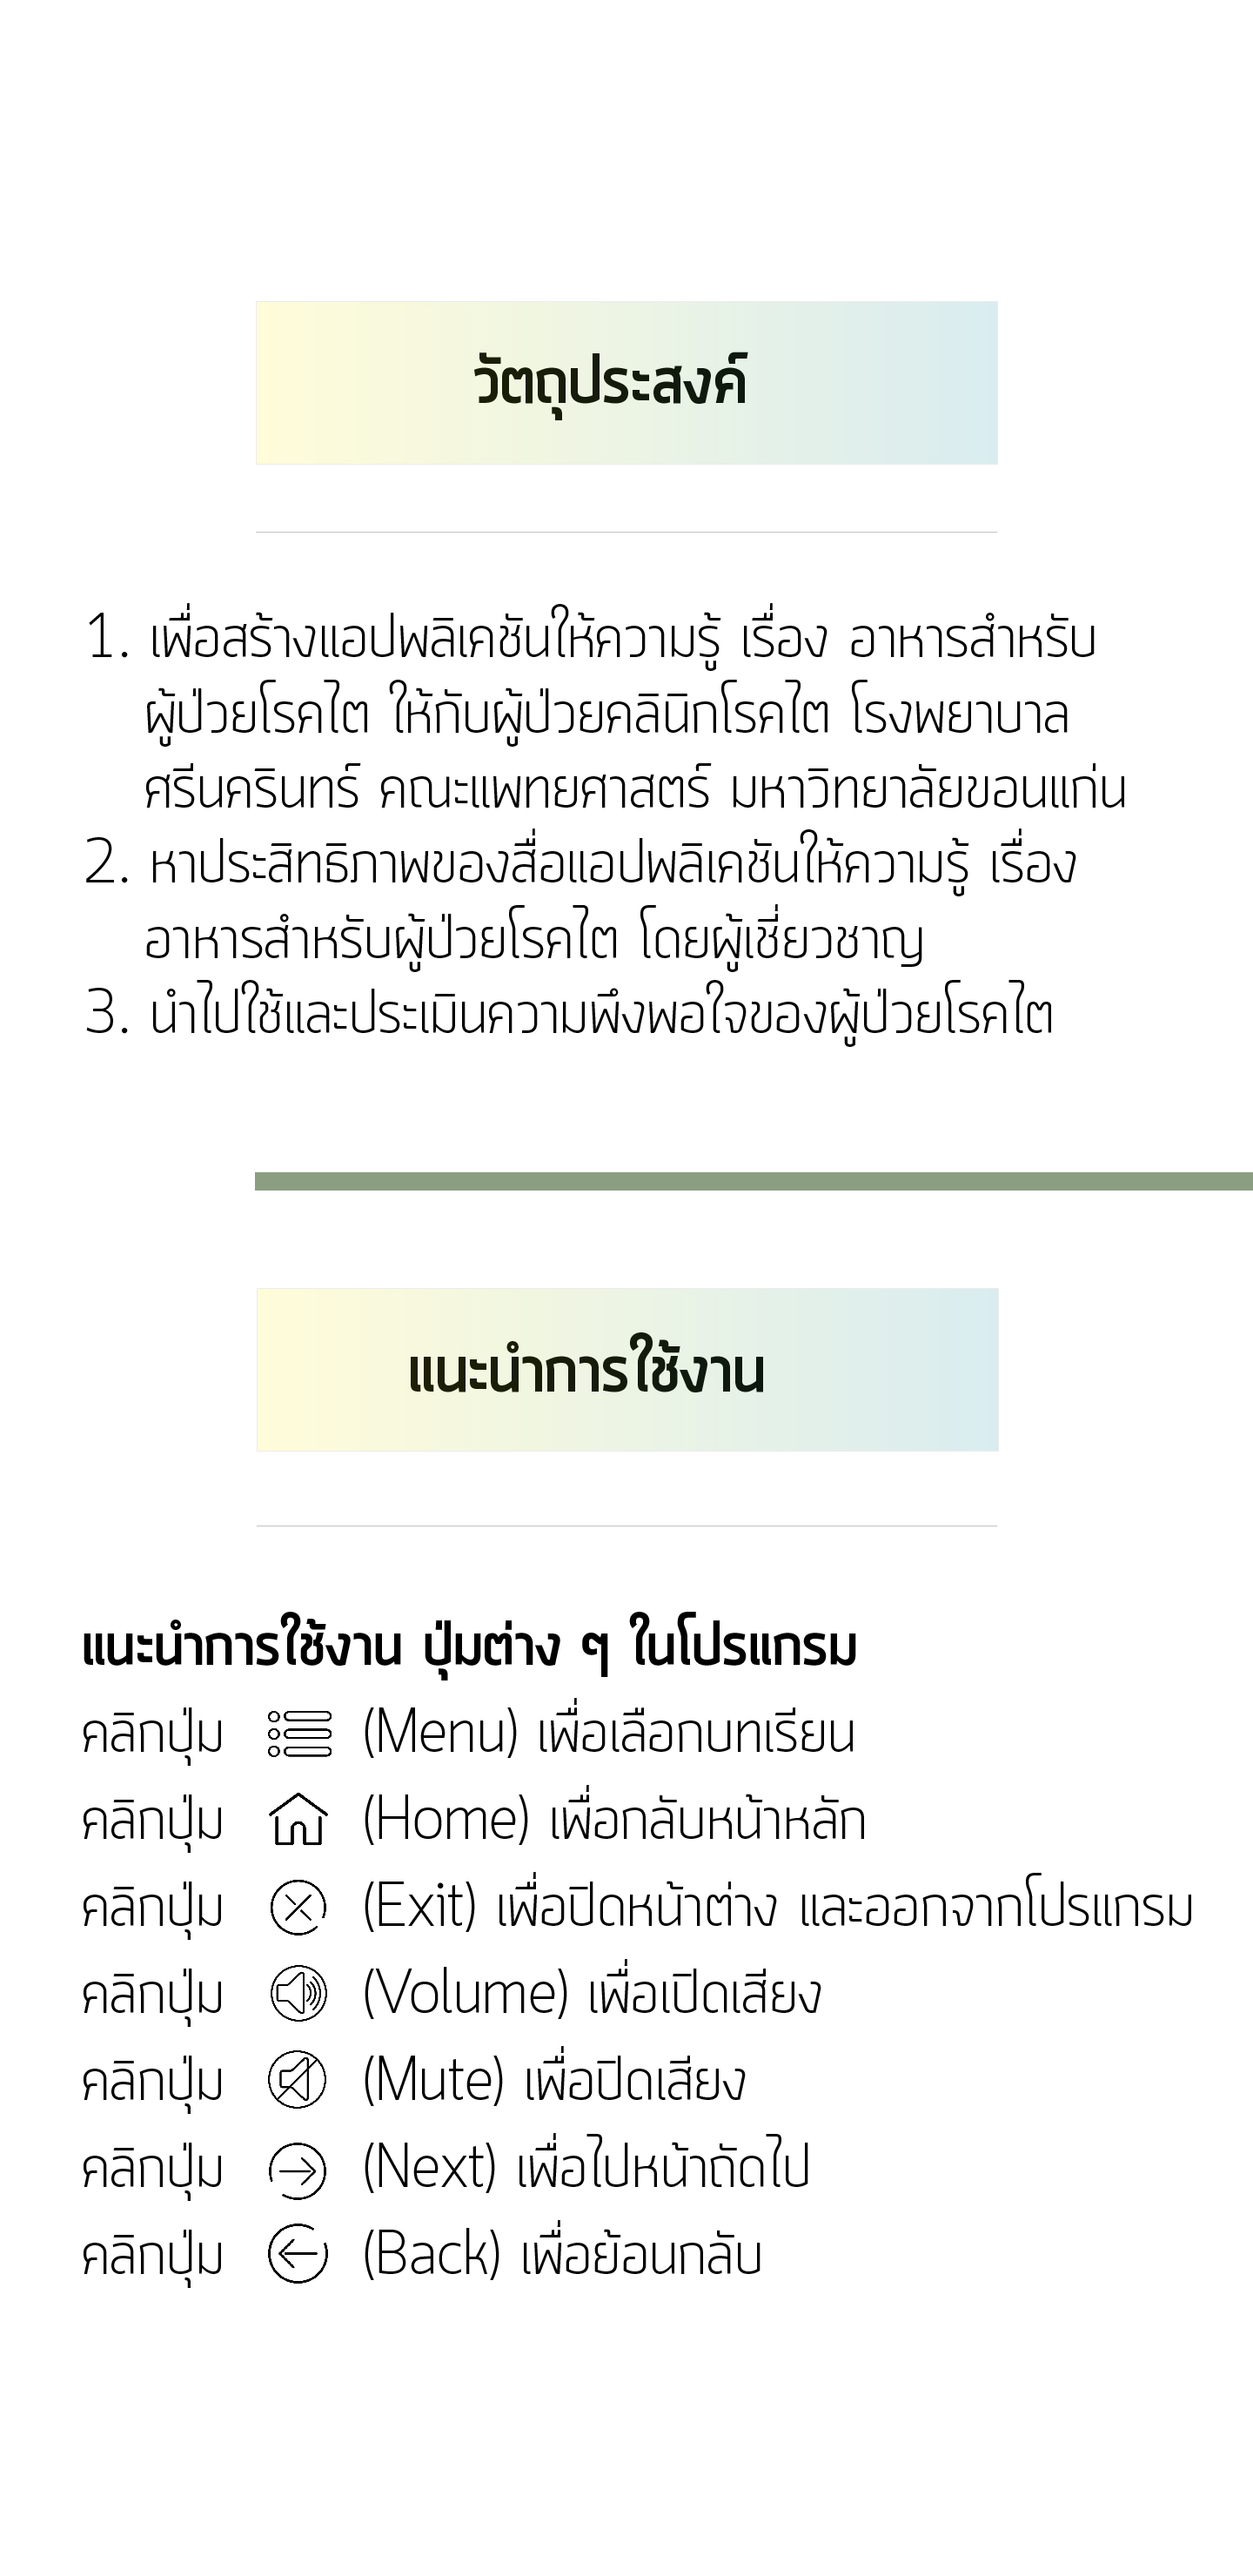 วัตถุประสงค์
1. เพื่อสร้างแอปพลิเคชันให้ความรู้ เรื่อง อาหารสำหรับ
ผู้ป่วยโรคไต ให้กับผู้ป่วยคลินิกโรคไต โรงพยาบาล
ศรีนครินทร์ คณะแพทยศาสตร์ มหาวิทยาลัยขอนแก่น
2. หาประสิทธิภาพของสื่อแอปพลิเคชันให้ความรู้ เรื่อง
อาหารสำหรับผู้ป่วยโรคไต โดยผู้เชี่ยวชาญ
3. นำไปใช้และประเมินความพึงพอใจของผู้ป่วยโรคไต
แนะนำการใช้งาน
แนะนำการใช้งาน ปุ่มต่าง ๆ ในโปรแกรม
คลิกปุ่ม (Menu) เพื่อเลือกบทเรียน
คลิกปุ่ม (Home) เพื่อกลับหน้าหลัก
คลิกปุ่ม (Exit) เพื่อปิดหน้าต่าง และออกจากโปรแกรม
คลิกปุ่ม (Volume) เพื่อเปิดเสียง
คลิกปุ่ม (Mute) เพื่อปิดเสียง
คลิกปุ่ม (Next) เพื่อไปหน้าถัดไป
คลิกปุ่ม (Back) เพื่อย้อนกลับ